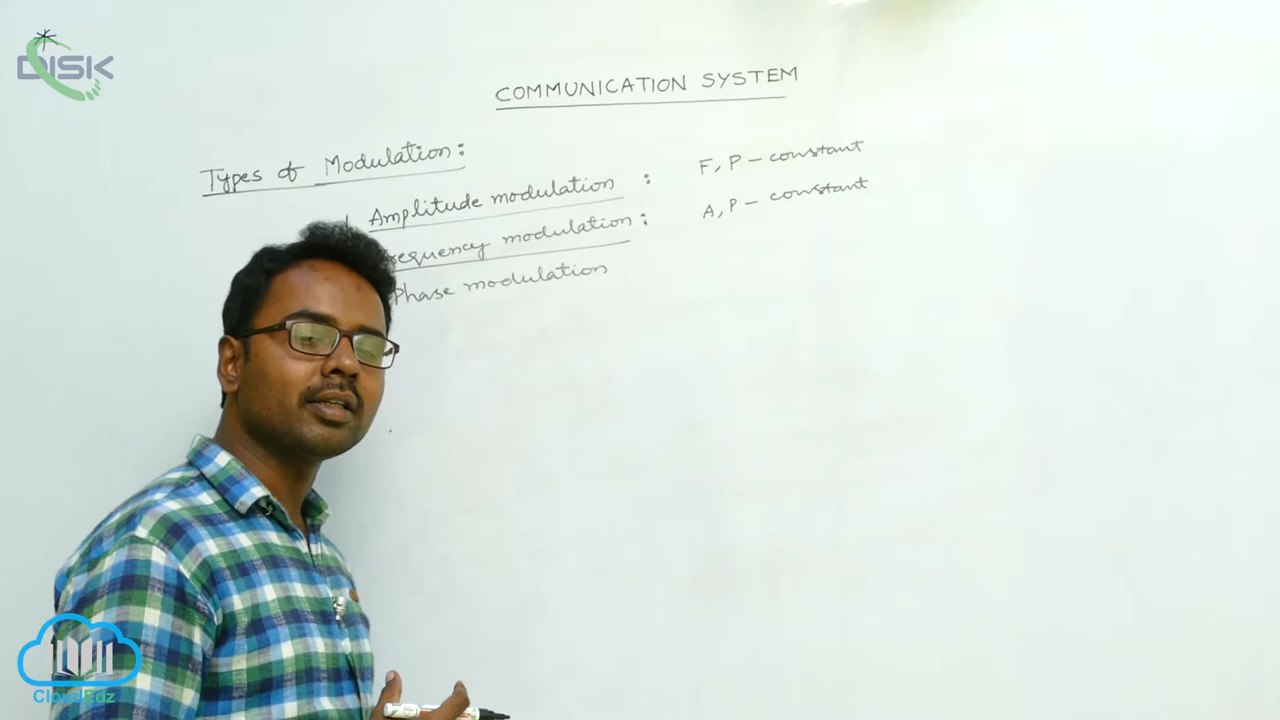 DISK
COMMUNICATION SYSTEM
Types of Modulation:
Amplitude modulation : F, P - constant
requency modulation : A, P - constant
Phase modulation
CloudEdz